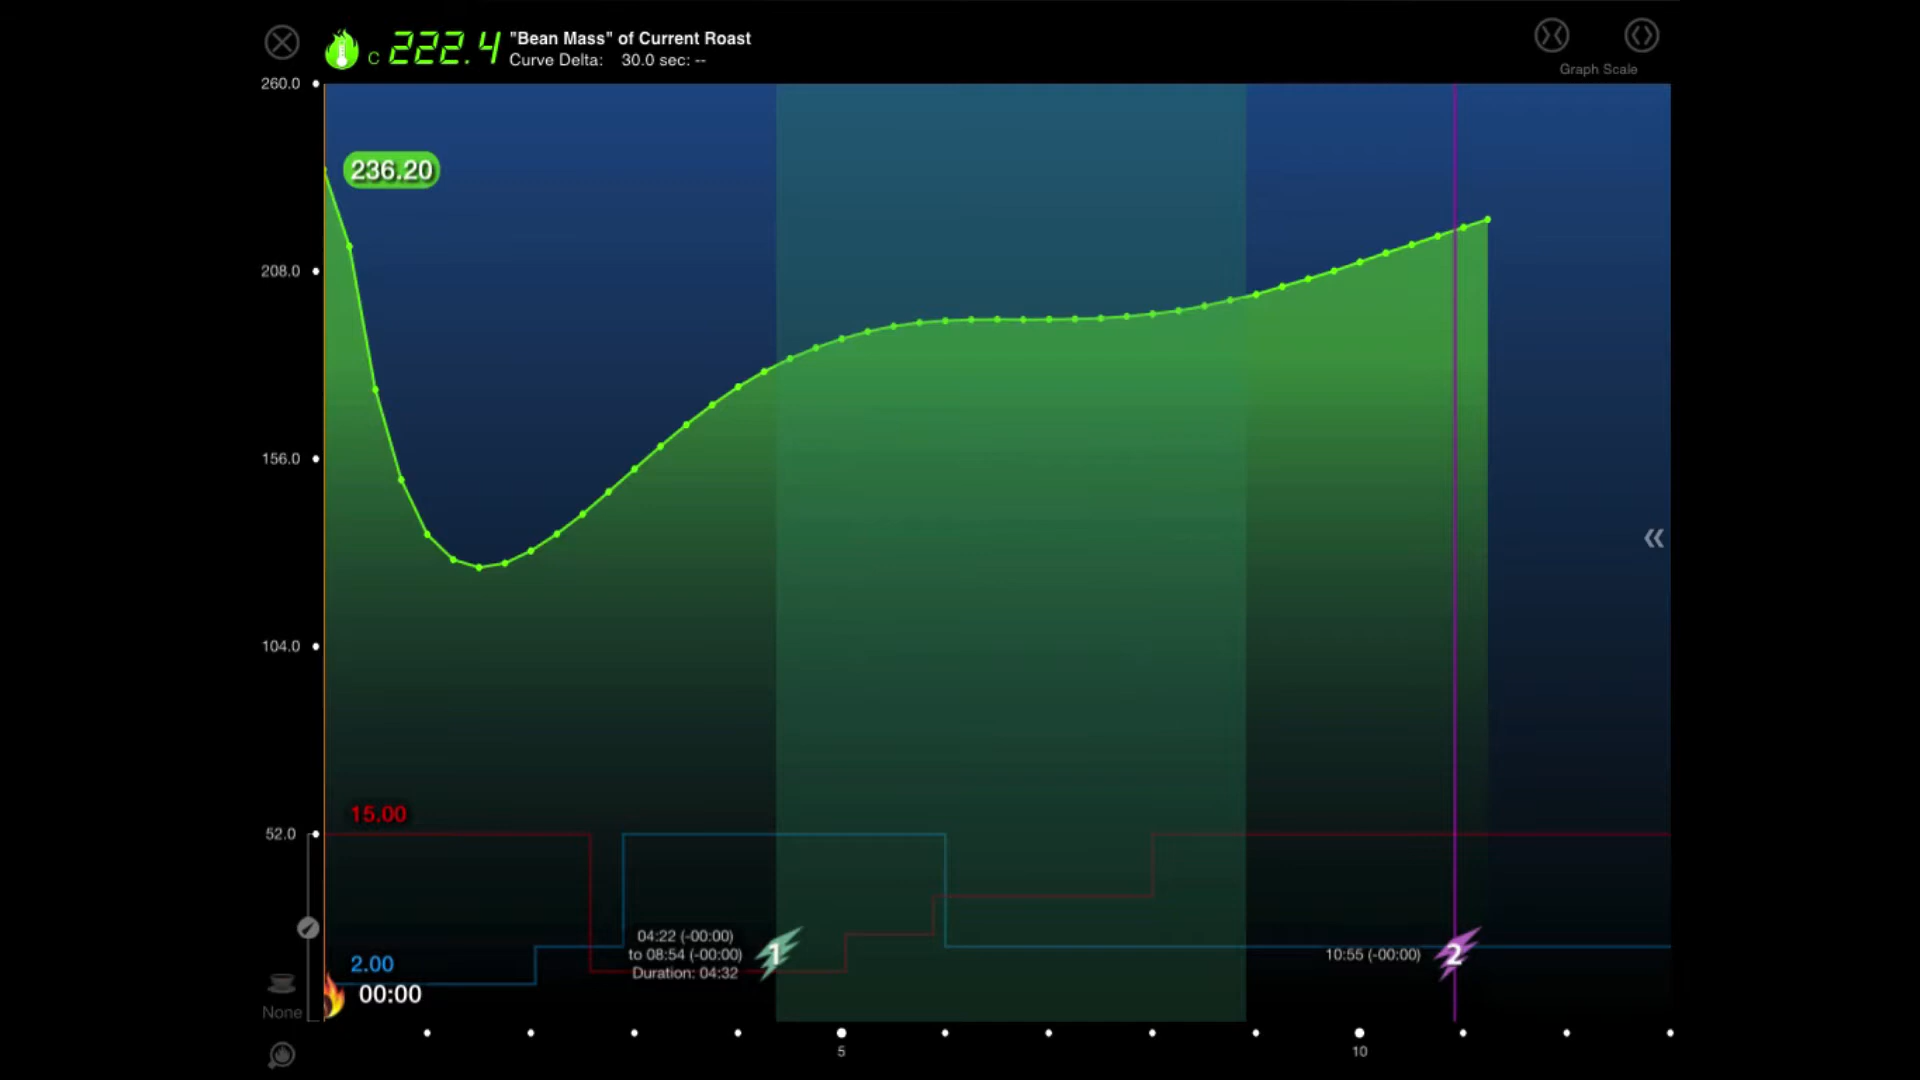 C 222.4
"Bean Mass" of Current Roast
Curve Delta: 30.0 sec: --
Graph Scale
260.0
236.20
208.0
156.0
104.0
15.00
52.0
04:22 (-00:00)
to 08:54 (-00:00)
Duration: 04:32
1
10:55 (-00:00)
2
2.00
00:00
None
5
10